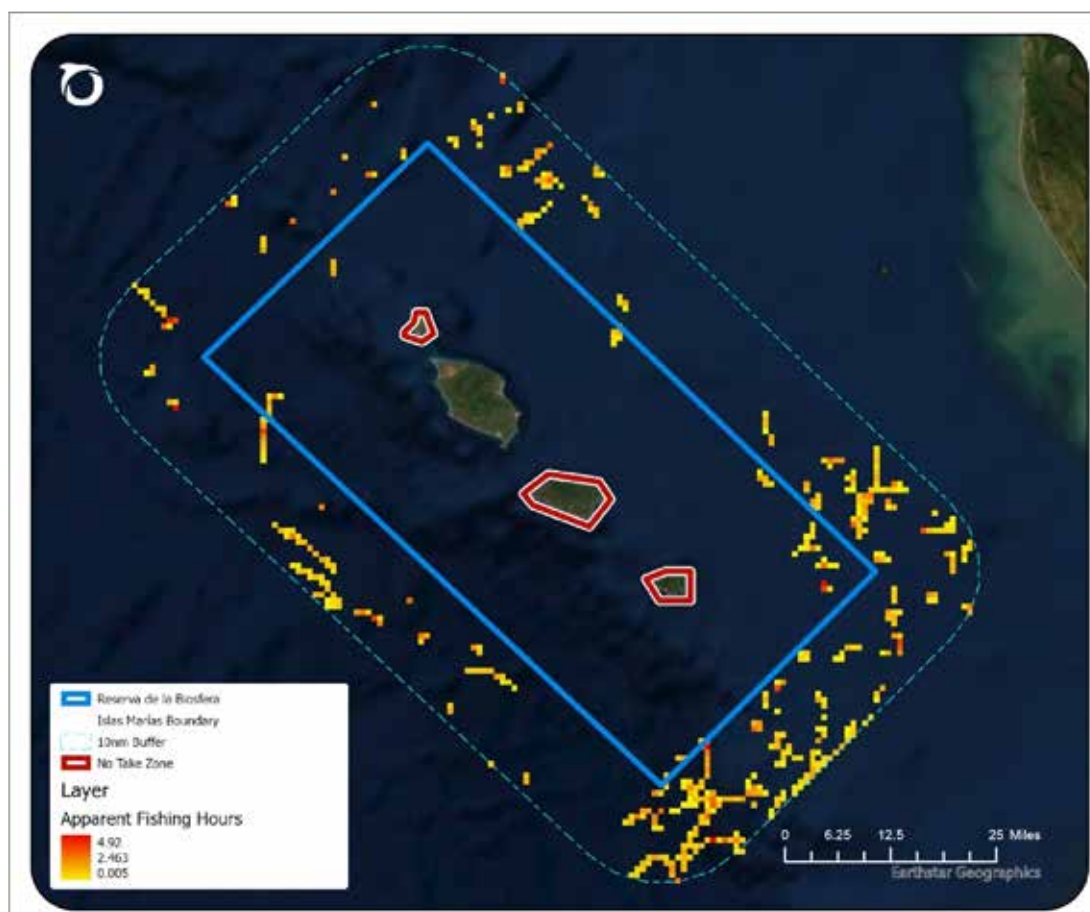 Reserva de la Biosfera
Islas Marías Boundary
10nm Buffer
No Take Zone
Layer
Apparent Fishing Hours
4.92
2.463
0.005
0 6.25 12.5 25 Miles
Earthstar Geographics